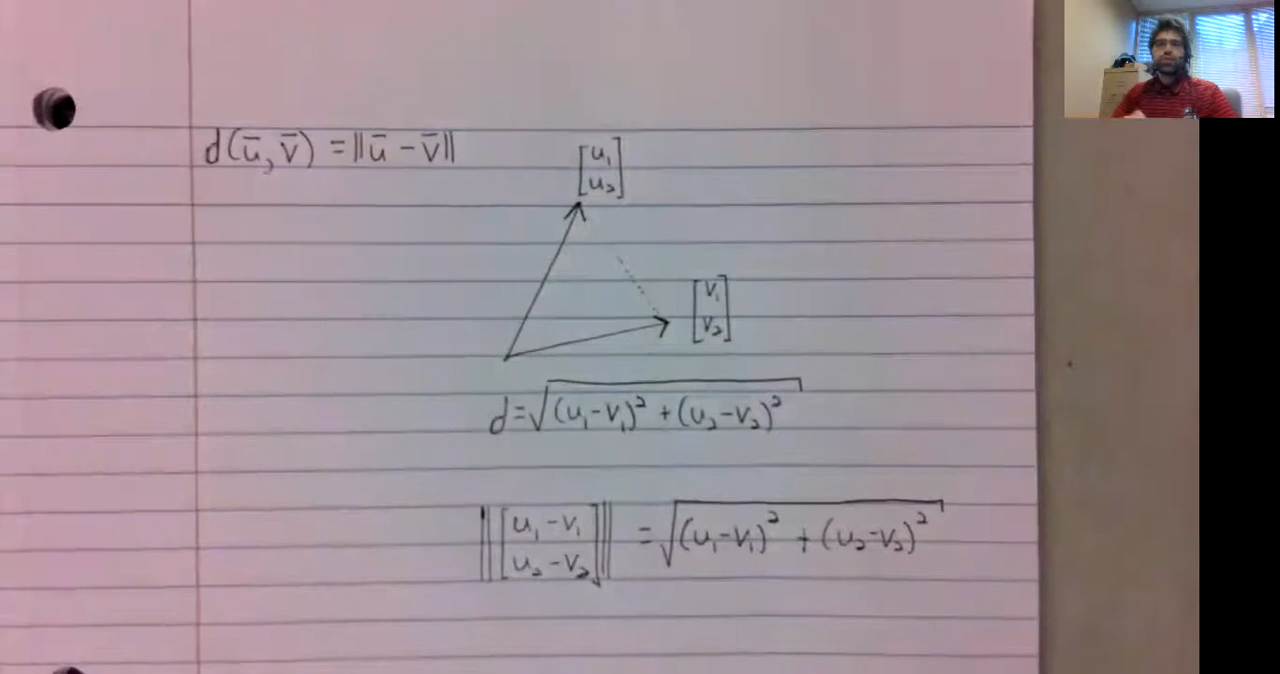 d(ū, v̄) = ||ū - v̄||
[u₁
u₂]
[v₁
v₂]
d = √(u₁-v₁)² + (u₂-v₂)²
||[u₁-v₁
u₂-v₂]|| = √(u₁-v₁)² + (u₂-v₂)²